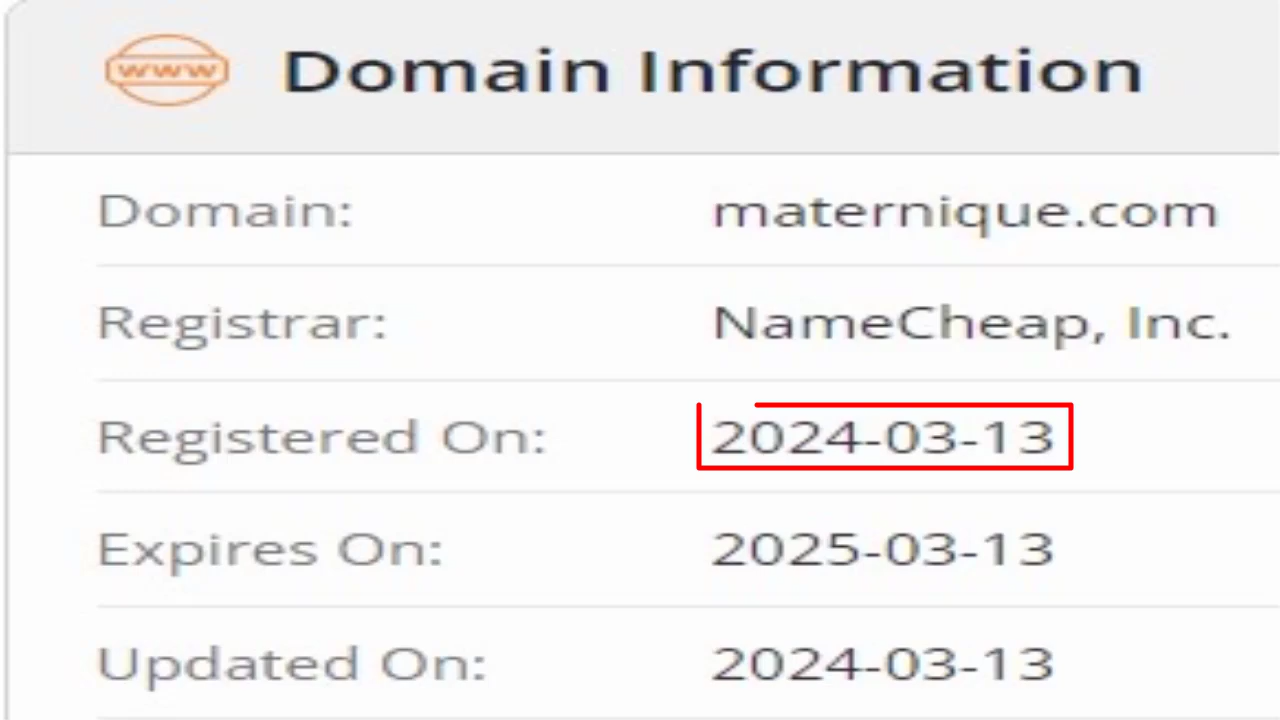 www Domain Information
Domain: maternique.com
Registrar: NameCheap, Inc.
Registered On: 2024-03-13
Expires On: 2025-03-13
Updated On: 2024-03-13